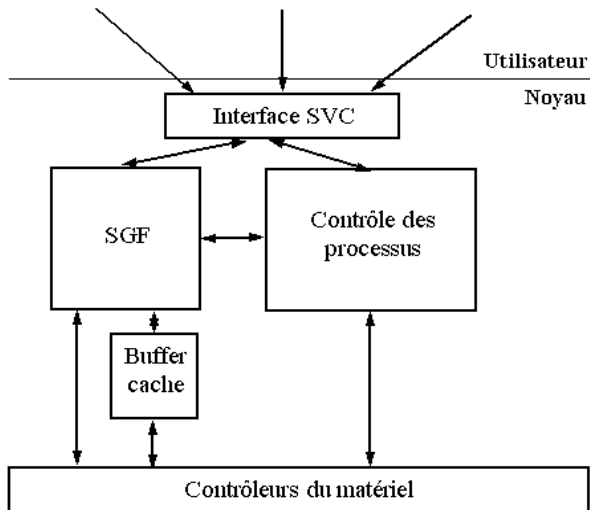 Utilisateur
Noyau
Interface SVC
SGF
Contrôle des
processus
Buffer
cache
Contrôleurs du matériel